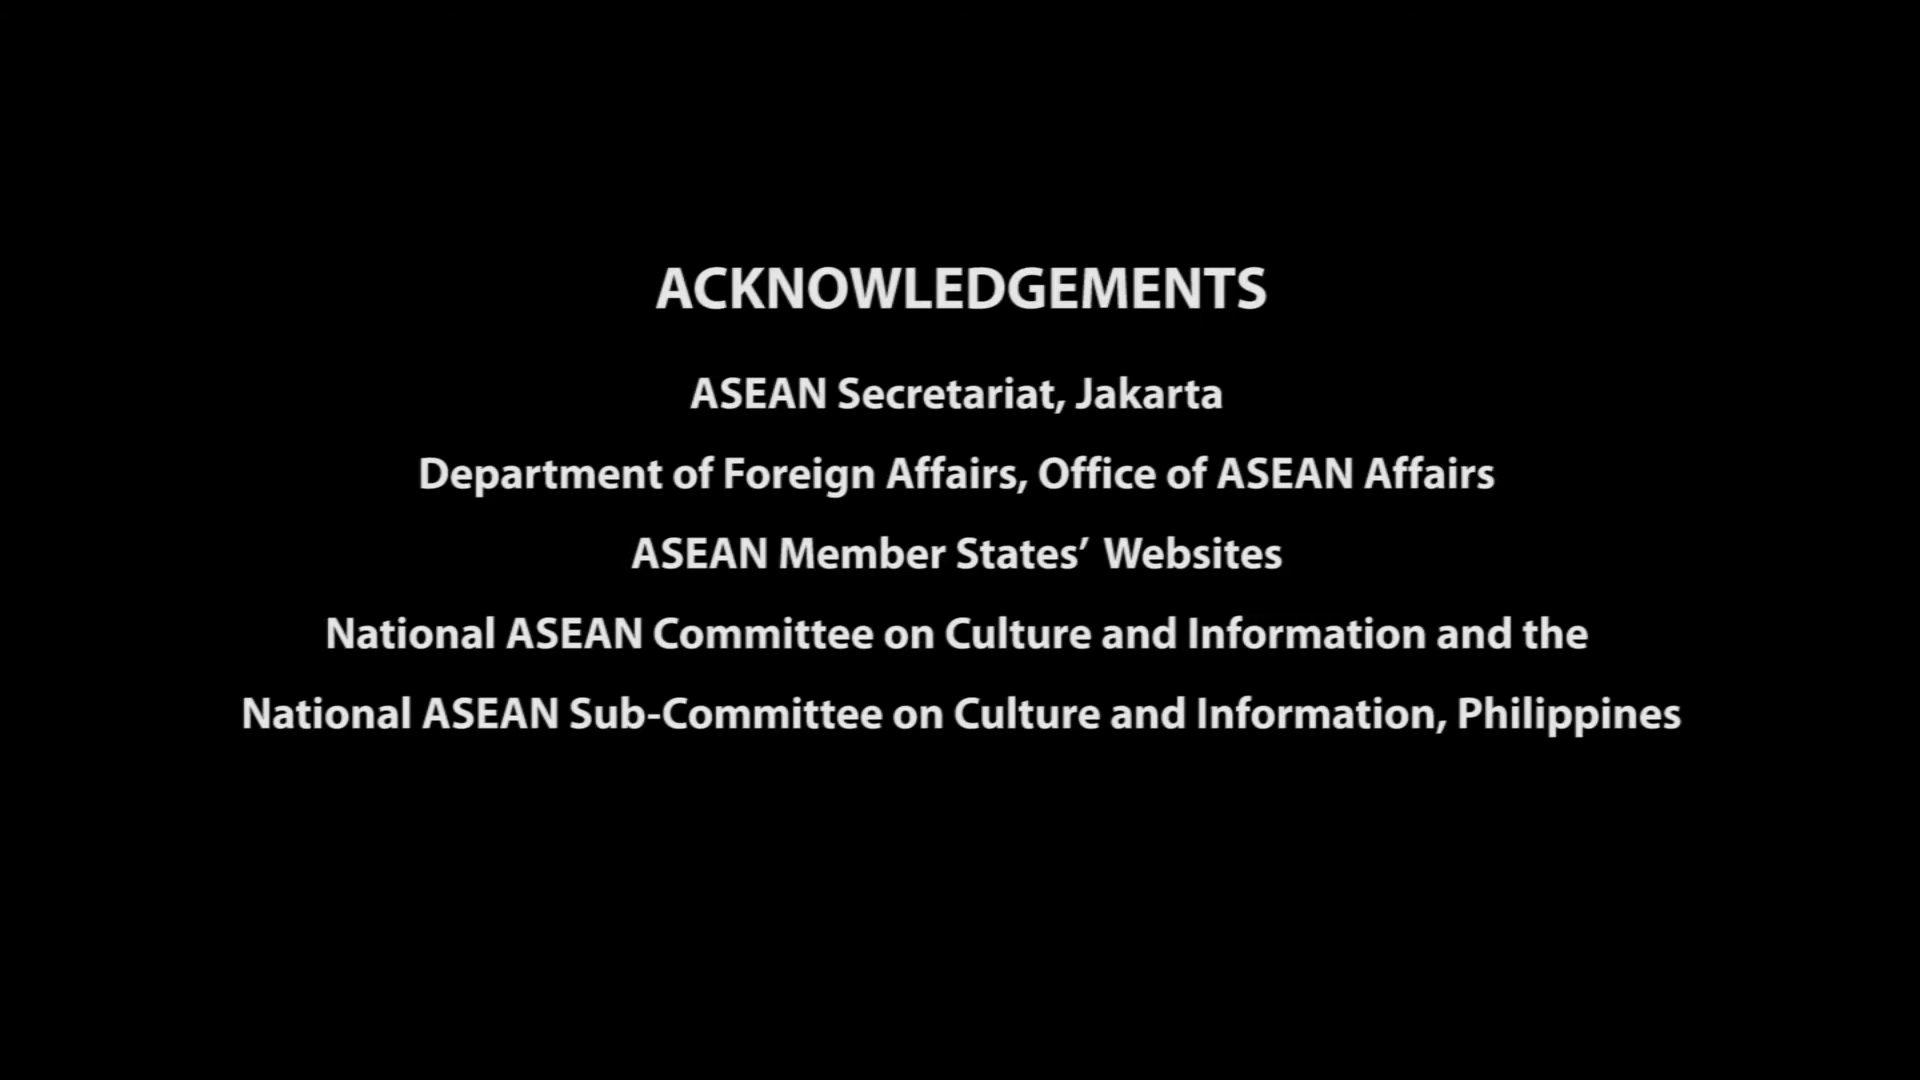 ACKNOWLEDGEMENTS
ASEAN Secretariat, Jakarta
Department of Foreign Affairs, Office of ASEAN Affairs
ASEAN Member States’ Websites
National ASEAN Committee on Culture and Information and the
National ASEAN Sub-Committee on Culture and Information, Philippines